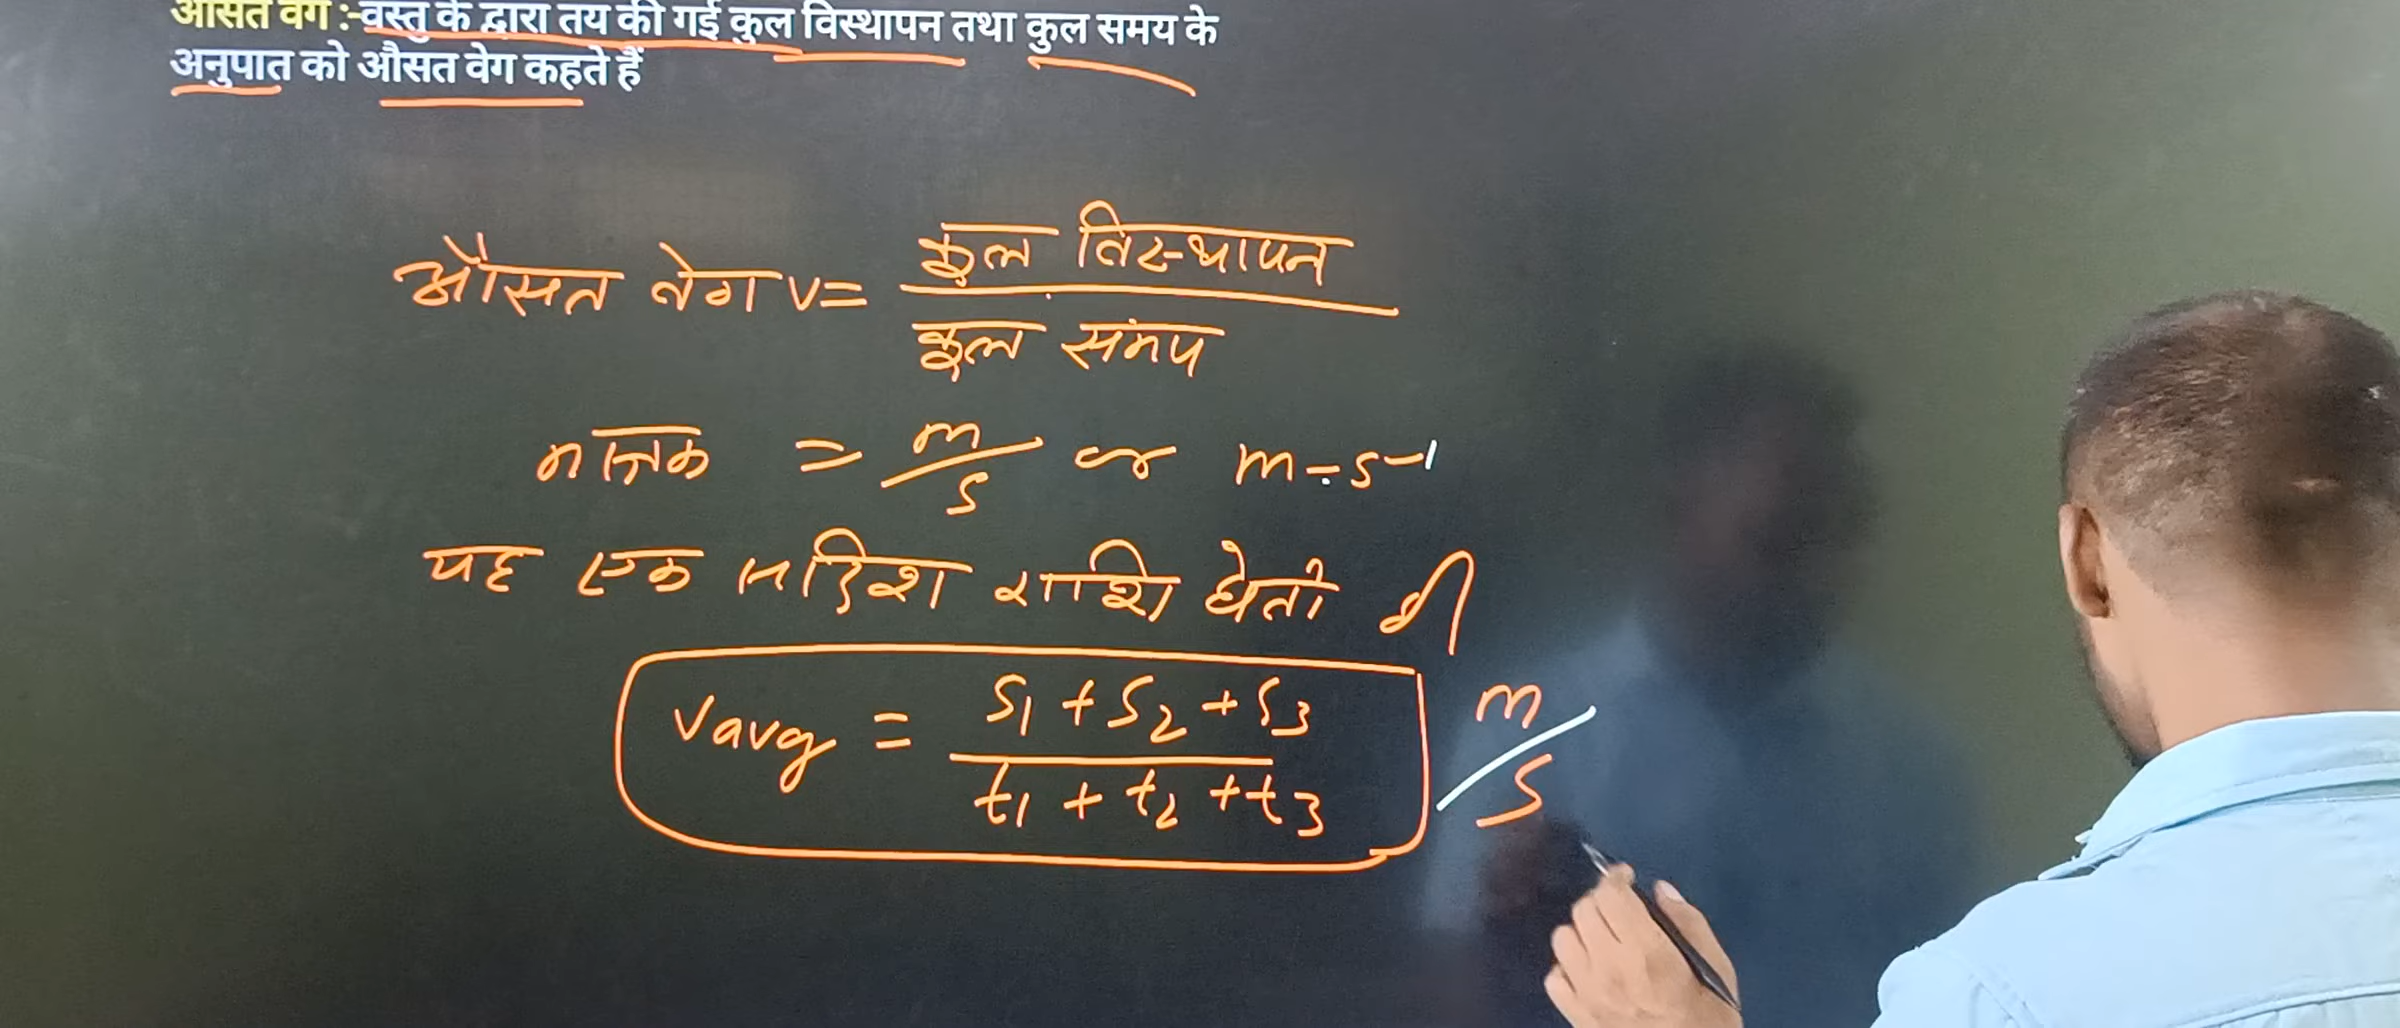 औसत वेग :-वस्तु के द्वारा तय की गई कुल विस्थापन तथा कुल समय के
अनुपात को औसत वेग कहते हैं
औसत वेग v = कुल विस्थापन
कुल समय
मात्रक = m/s or m-s⁻¹
यह एक सदिश राशि होती है
Vavg = S1 + S2 + S3 / t1 + t2 + t3 m/s